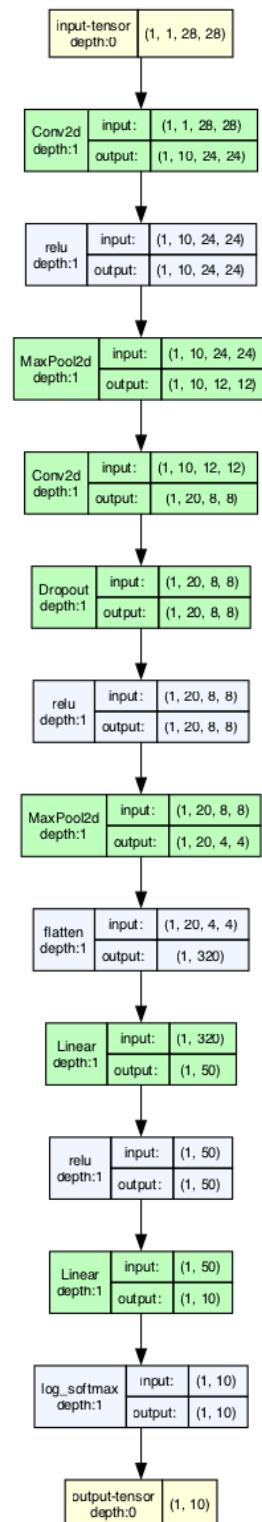 input-tensor
depth:0
(1, 1, 28, 28)
Conv2d
depth:1
input:
(1, 1, 28, 28)
output:
(1, 10, 24, 24)
relu
depth:1
input:
(1, 10, 24, 24)
output:
(1, 10, 24, 24)
MaxPool2d
depth:1
input:
(1, 10, 24, 24)
output:
(1, 10, 12, 12)
Conv2d
depth:1
input:
(1, 10, 12, 12)
output:
(1, 20, 8, 8)
Dropout
depth:1
input:
(1, 20, 8, 8)
output:
(1, 20, 8, 8)
relu
depth:1
input:
(1, 20, 8, 8)
output:
(1, 20, 8, 8)
MaxPool2d
depth:1
input:
(1, 20, 8, 8)
output:
(1, 20, 4, 4)
flatten
depth:1
input:
(1, 20, 4, 4)
output:
(1, 320)
Linear
depth:1
input:
(1, 320)
output:
(1, 50)
relu
depth:1
input:
(1, 50)
output:
(1, 50)
Linear
depth:1
input:
(1, 50)
output:
(1, 10)
log_softmax
depth:1
input:
(1, 10)
output:
(1, 10)
output-tensor
depth:0
(1, 10)